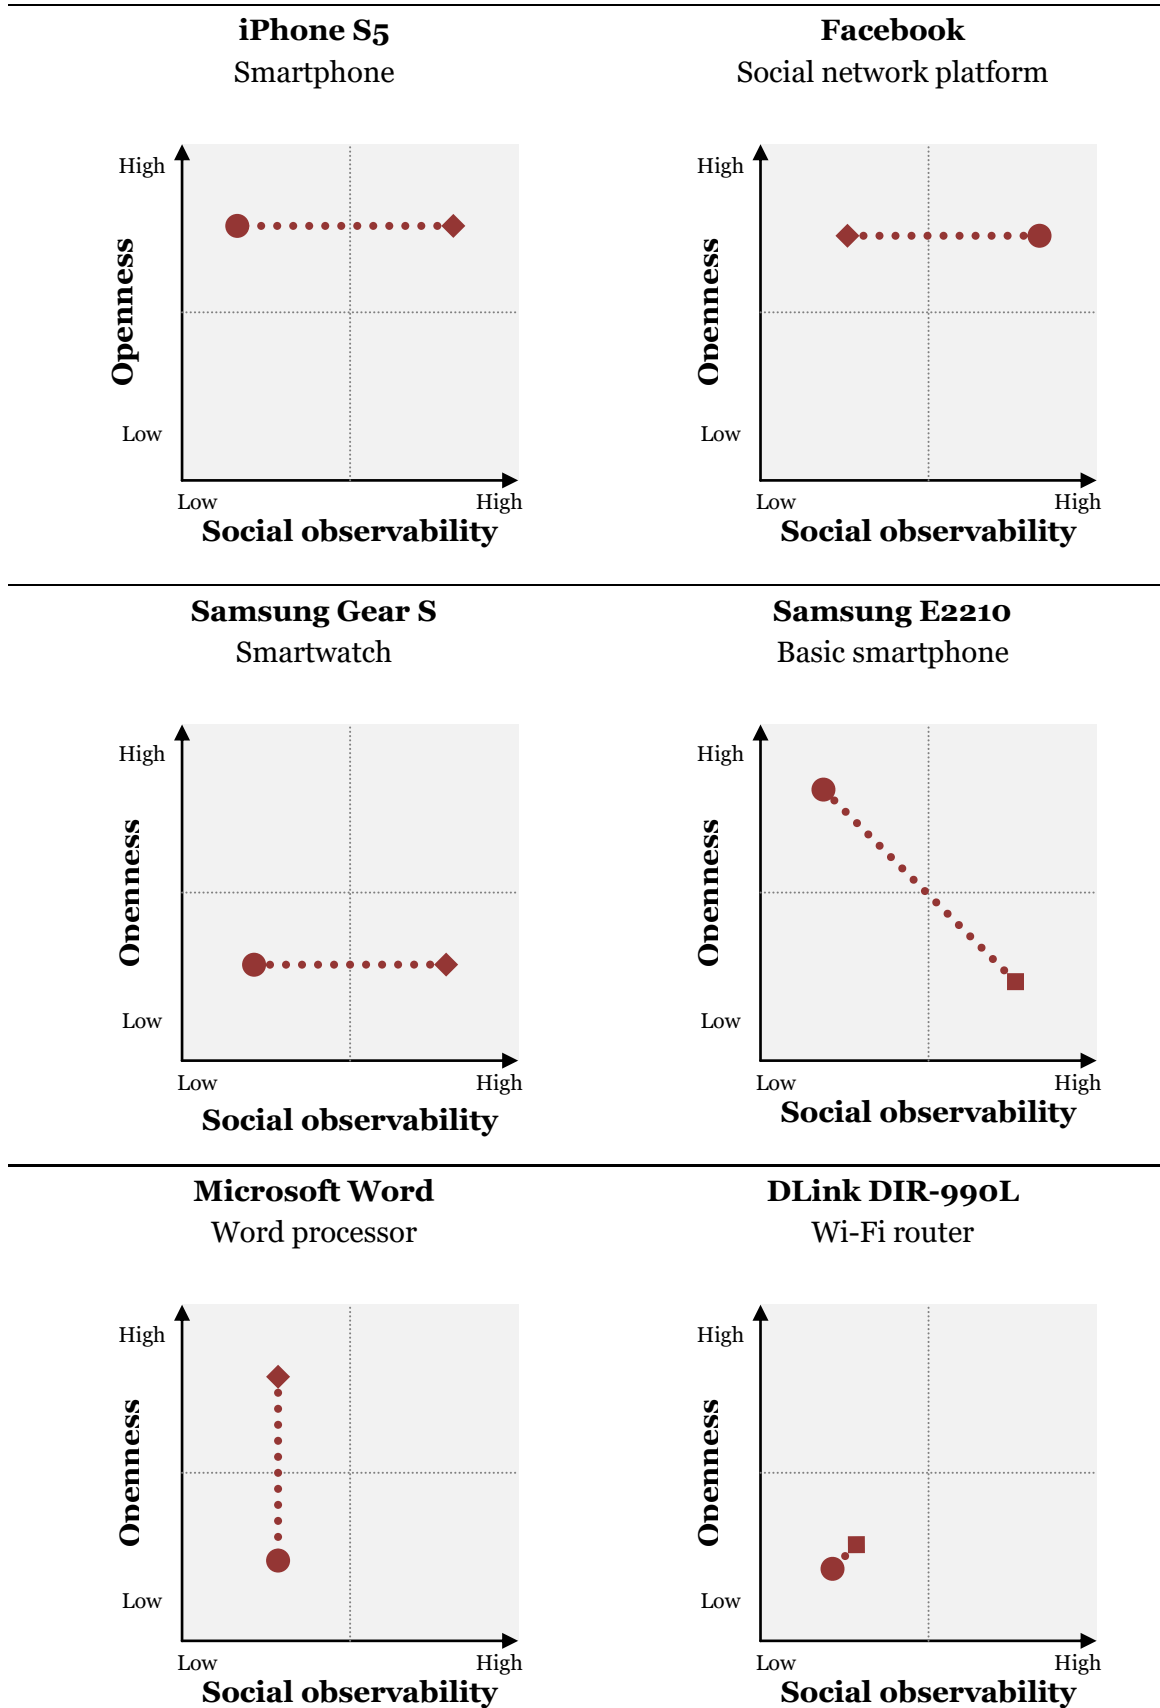 iPhone S5
Smartphone
High
Openness
Low
Low
High
Social observability
Facebook
Social network platform
High
Openness
Low
Low
High
Social observability
Samsung Gear S
Smartwatch
High
Openness
Low
Low
High
Social observability
Samsung E2210
Basic smartphone
High
Openness
Low
Low
High
Social observability
Microsoft Word
Word processor
High
Openness
Low
Low
High
Social observability
DLink DIR-990L
Wi-Fi router
High
Openness
Low
Low
High
Social observability